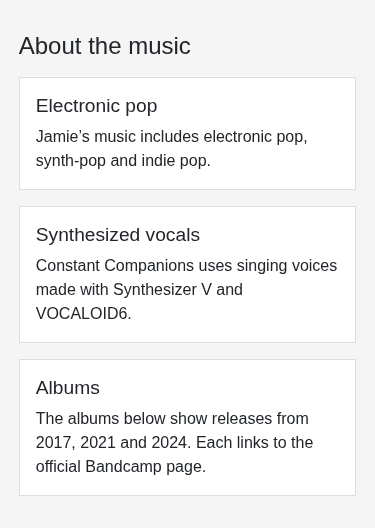 About the music
Electronic pop
Jamie’s music includes electronic pop,
synth-pop and indie pop.
Synthesized vocals
Constant Companions uses singing voices
made with Synthesizer V and
VOCALOID6.
Albums
The albums below show releases from
2017, 2021 and 2024. Each links to the
official Bandcamp page.